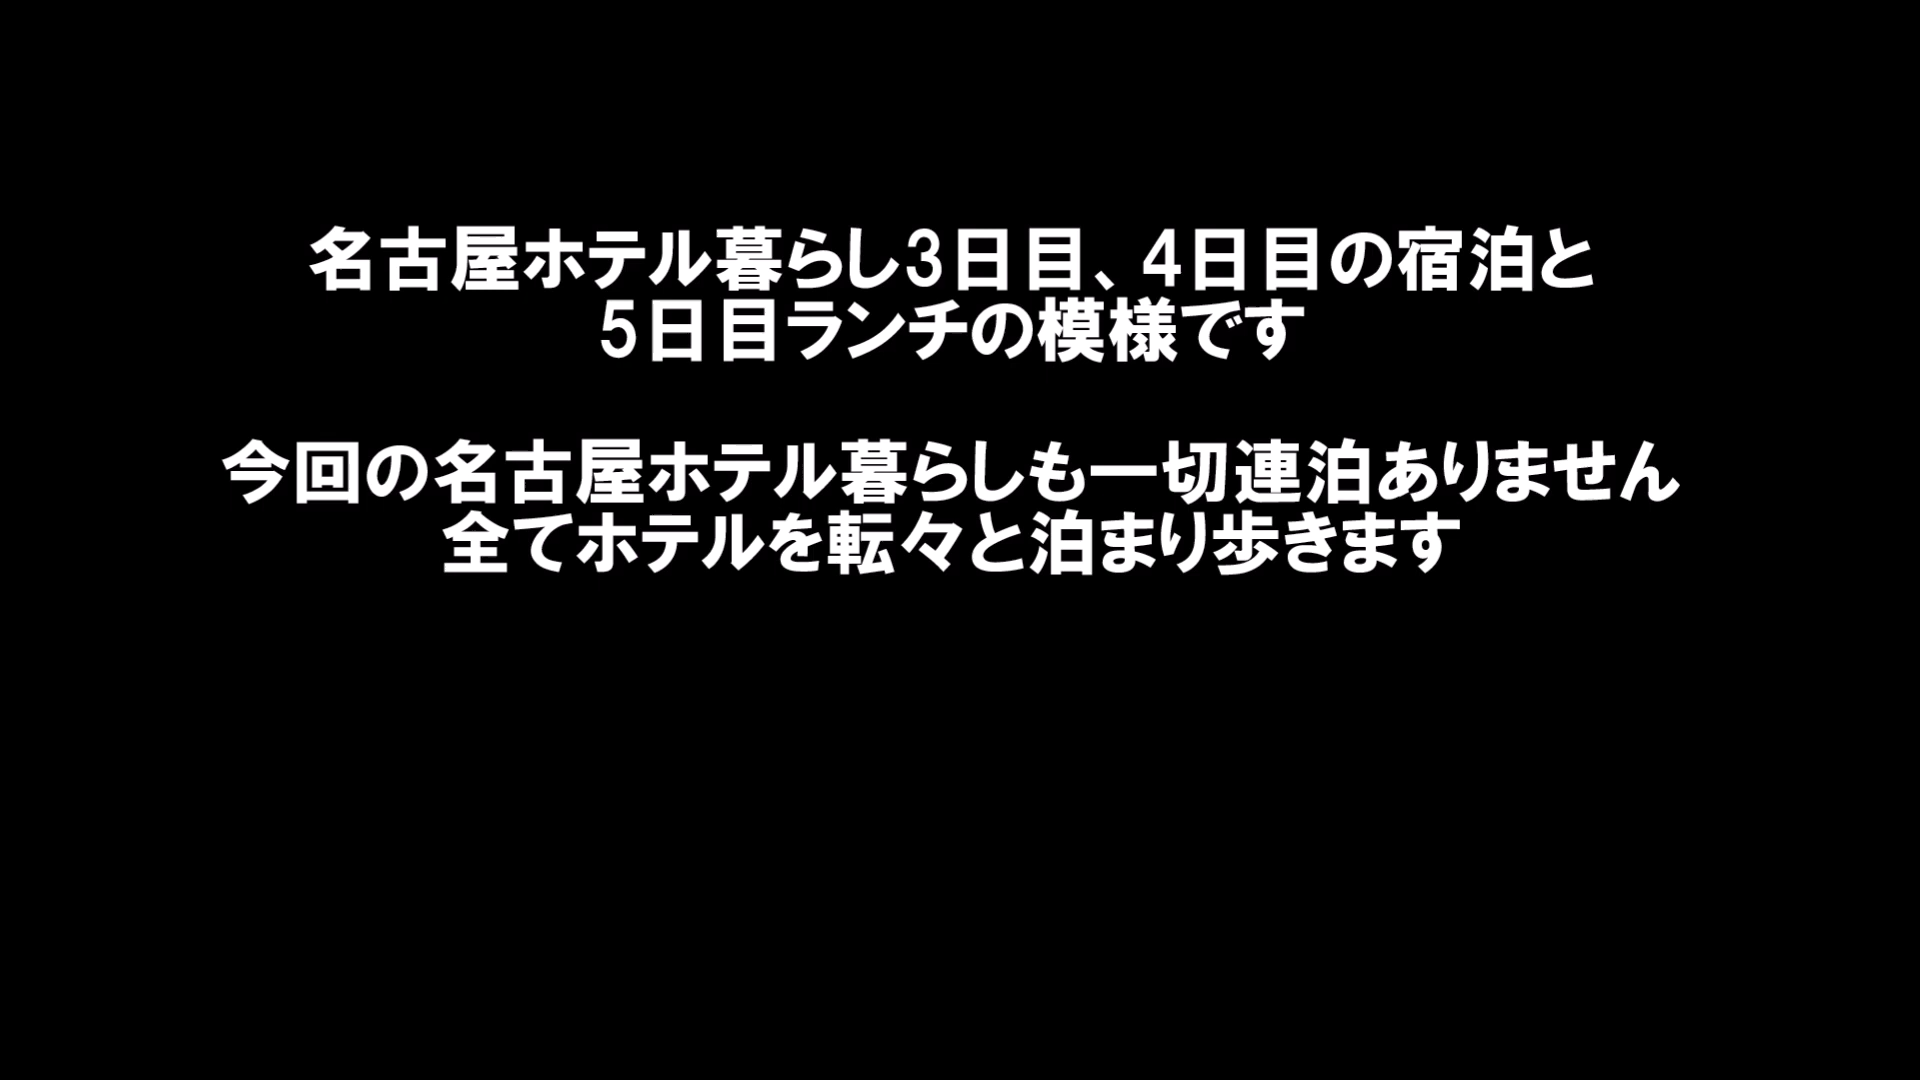 名古屋ホテル暮らし3日目、4日目の宿泊と
5日目ランチの模様です
今回の名古屋ホテル暮らしも一切連泊ありません
全てホテルを転々と泊まり歩きます